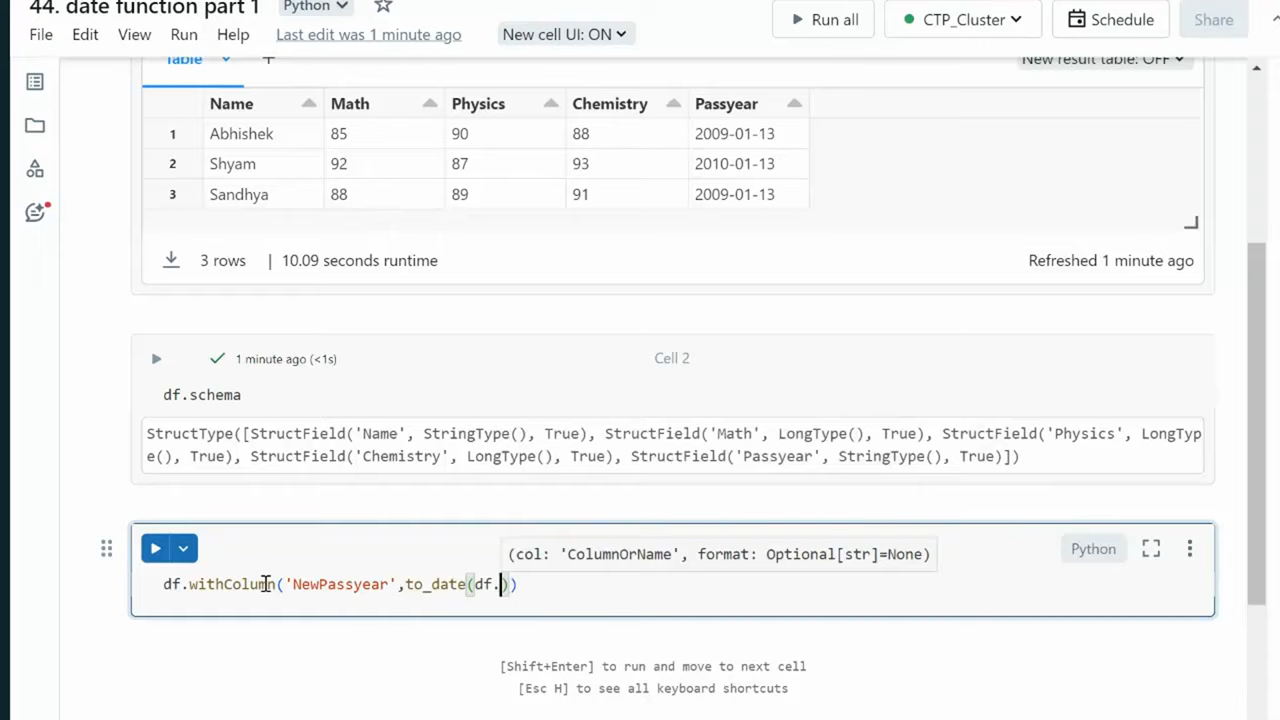 44. date function part 1
Python
File Edit View Run Help Last edit was 1 minute ago New cell UI: ON
Run all CTP_Cluster Schedule Share
Table + New result table: OFF
Name Math Physics Chemistry Passyear
1 Abhishek 85 90 88 2009-01-13
2 Shyam 92 87 93 2010-01-13
3 Sandhya 88 89 91 2009-01-13
3 rows | 10.09 seconds runtime Refreshed 1 minute ago
1 minute ago (<1s) Cell 2
df.schema
StructType([StructField('Name', StringType(), True), StructField('Math', LongType(), True), StructField('Physics', LongTyp
e(), True), StructField('Chemistry', LongType(), True), StructField('Passyear', StringType(), True)])
(col: 'ColumnOrName', format: Optional[str]=None) Python
df.withColumn('NewPassyear',to_date(df.))
[Shift+Enter] to run and move to next cell
[Esc H] to see all keyboard shortcuts